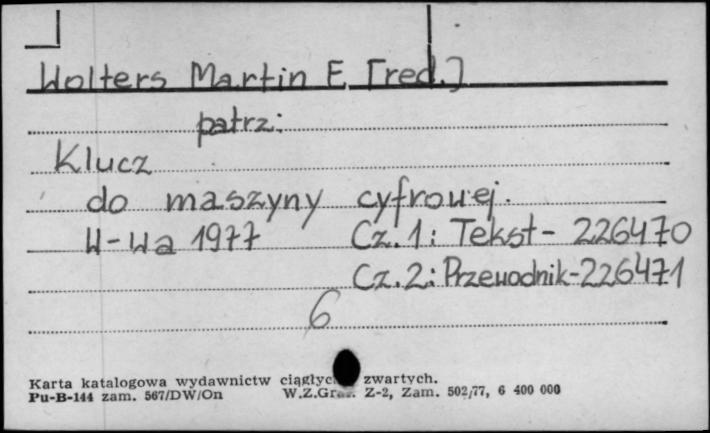 Wolters Martin E. [red.]
patrz:
Klucz
do maszyny cyfrowej.
W-wa 1977 Cz. 1: Tekst - 226470
Cz. 2: Przewodnik - 226471
6
Karta katalogowa wydawnictw zwartych.
Pu-B-144 zam. 567/DW/On W.Z.Graf. Z-2, Zam. 502/77, 6 400 000